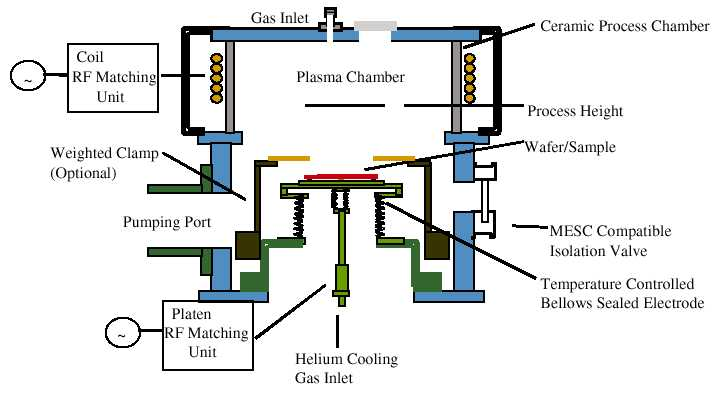 Gas Inlet
Ceramic Process Chamber
Coil
RF Matching
Unit
~
Plasma Chamber
Process Height
Wafer/Sample
Weighted Clamp
(Optional)
Pumping Port
MESC Compatible
Isolation Valve
Temperature Controlled
Bellows Sealed Electrode
Platen
RF Matching
Unit
~
Helium Cooling
Gas Inlet